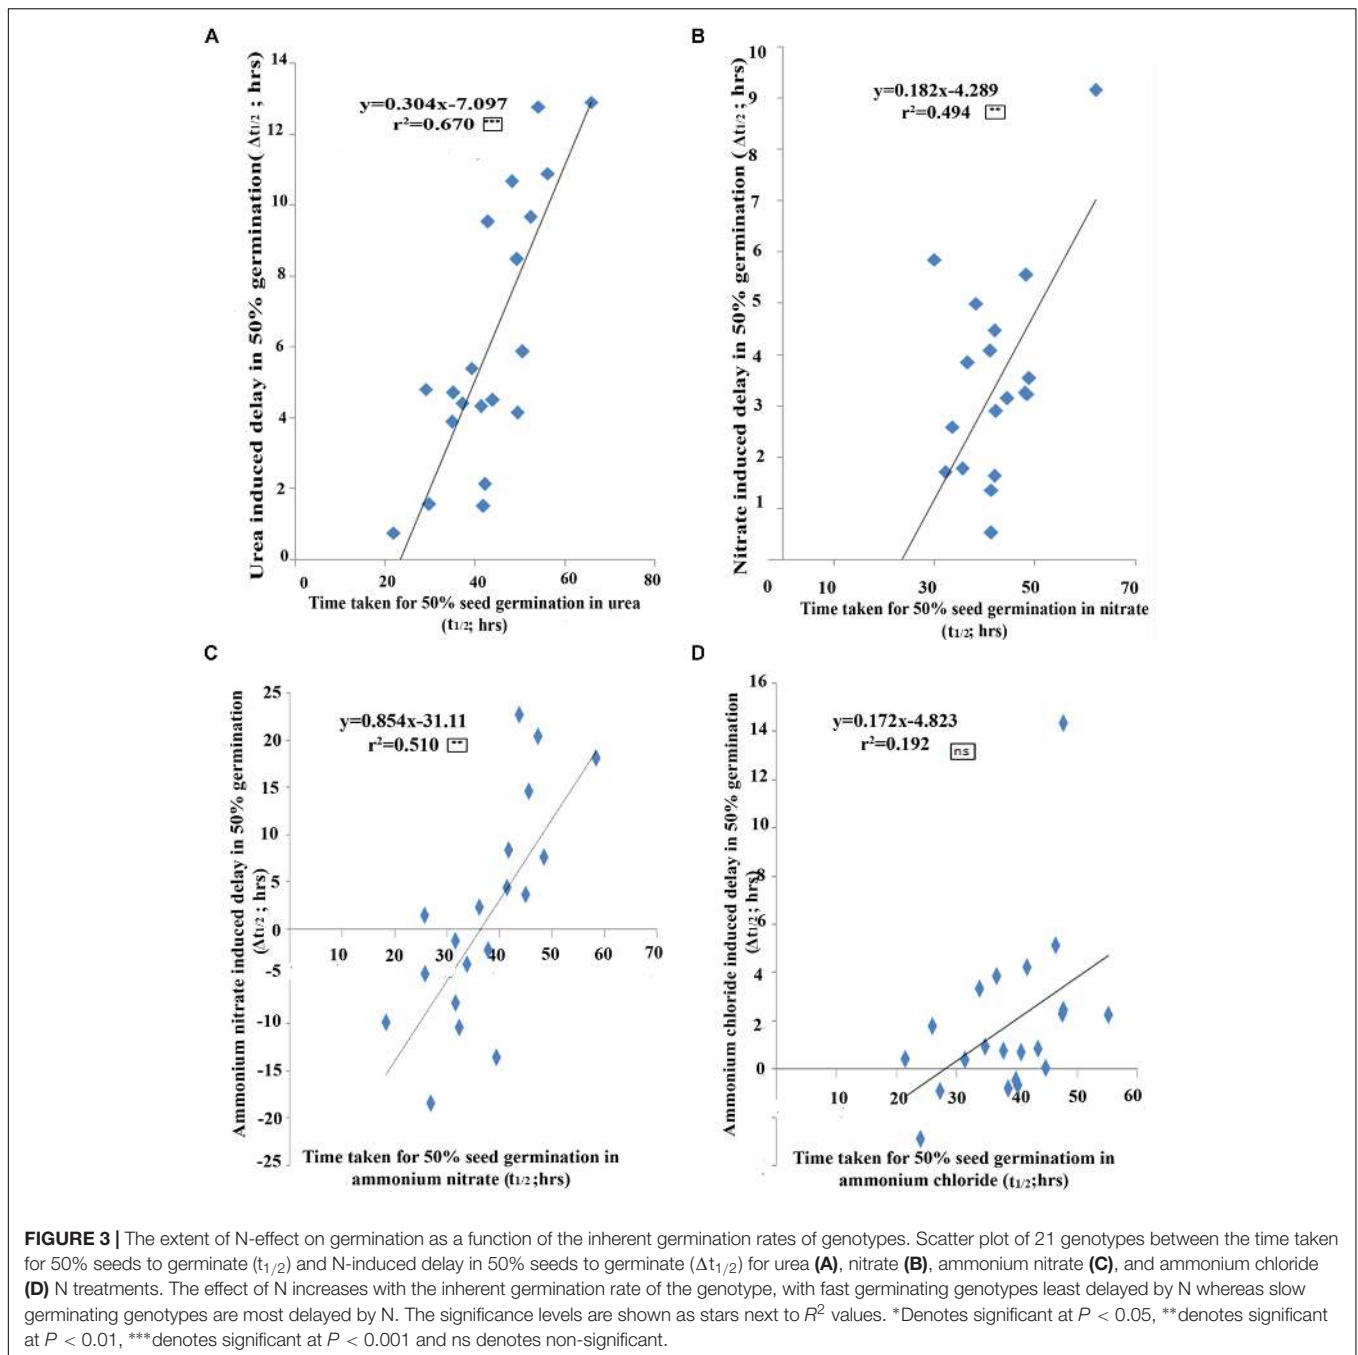 A
Urea induced delay in 50% germination( Δt1/2 ; hrs)
14
12
10
8
6
4
2
0
y=0.304x-7.097
r²=0.670 ***
0 20 40 60 80
Time taken for 50% seed germination in urea
(t1/2; hrs)
B
Nitrate induced delay in 50% germination ( Δt1/2 ; hrs)
10
9
8
7
6
5
4
3
2
1
y=0.182x-4.289
r²=0.494 **
0 10 30 50 70
Time taken for 50% seed germination in nitrate
(t1/2; hrs)
C
Ammonium nitrate induced delay in 50% germination
(Δt1/2 ; hrs)
25
20
15
10
5
0
-5
-10
-15
-20
-25
y=0.854x-31.11
r²=0.510 **
10 20 30 40 50 60 70
Time taken for 50% seed germination in
ammonium nitrate (t1/2;hrs)
D
Ammonium chloride induced delay in 50% germination
(Δt1/2 ; hrs)
16
14
12
10
8
6
4
2
0
y=0.172x-4.823
r²=0.192 ns
10 20 30 40 50 60
Time taken for 50% seed germinatiom in
ammonium chloride (t1/2;hrs)
FIGURE 3 | The extent of N-effect on germination as a function of the inherent germination rates of genotypes. Scatter plot of 21 genotypes between the time taken
for 50% seeds to germinate (t1/2) and N-induced delay in 50% seeds to germinate (Δt1/2) for urea (A), nitrate (B), ammonium nitrate (C), and ammonium chloride
(D) N treatments. The effect of N increases with the inherent germination rate of the genotype, with fast germinating genotypes least delayed by N whereas slow
germinating genotypes are most delayed by N. The significance levels are shown as stars next to R² values. *Denotes significant at P < 0.05, **denotes significant
at P < 0.01, ***denotes significant at P < 0.001 and ns denotes non-significant.